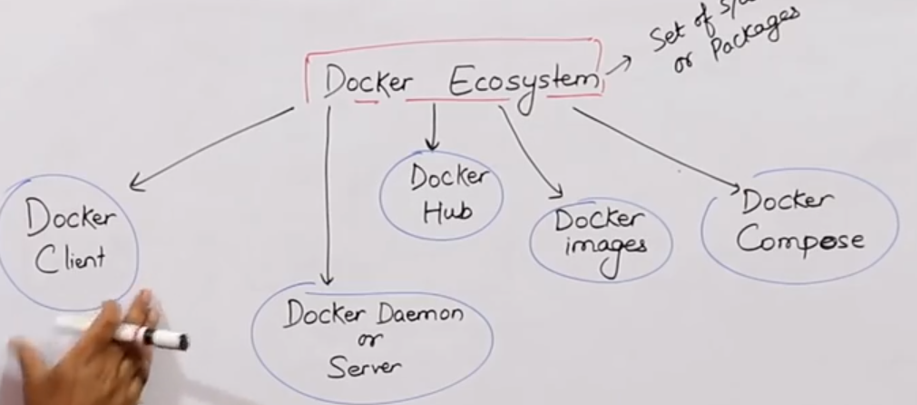 Set of
or Packages
Docker Ecosystem
Docker
Client
Docker Daemon
or
Server
Docker
Hub
Docker
images
Docker
Compose